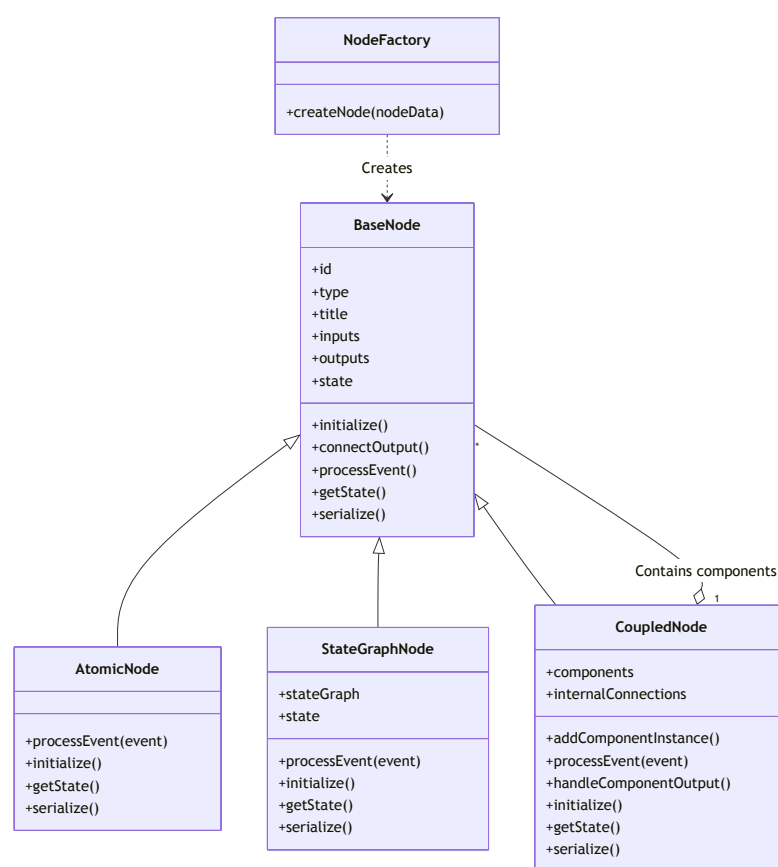 NodeFactory
+createNode(nodeData)
Creates
BaseNode
+id
+type
+title
+inputs
+outputs
+state
+initialize()
+connectOutput()
+processEvent()
+getState()
+serialize()
*
Contains components
1
AtomicNode
+processEvent(event)
+initialize()
+getState()
+serialize()
StateGraphNode
+stateGraph
+state
+processEvent(event)
+initialize()
+getState()
+serialize()
CoupledNode
+components
+internalConnections
+addComponentInstance()
+processEvent(event)
+handleComponentOutput()
+initialize()
+getState()
+serialize()